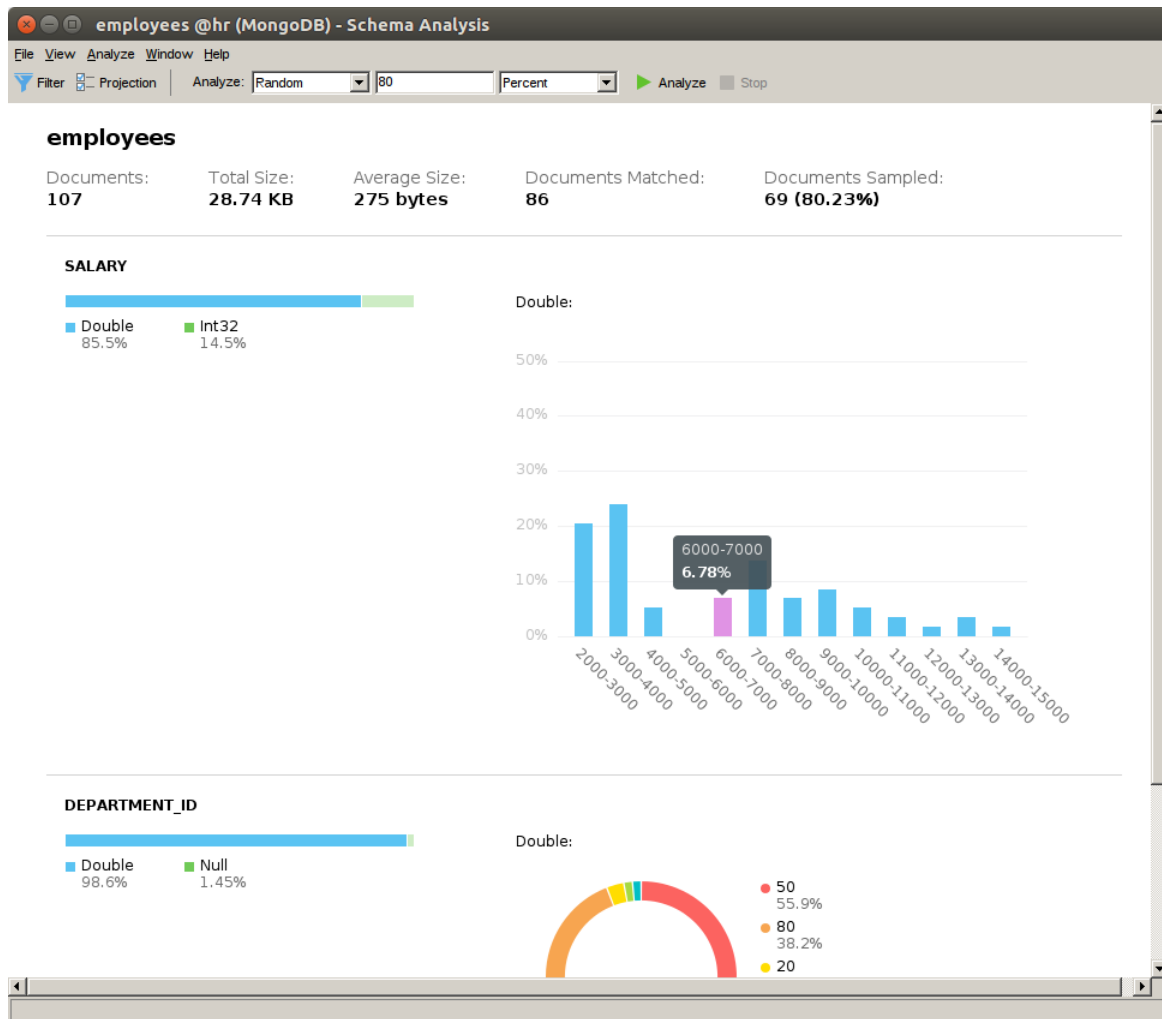 employees @hr (MongoDB) - Schema Analysis
File View Analyze Window Help
Filter Projection Analyze: Random 80 Percent Analyze Stop
employees
Documents: Total Size: Average Size: Documents Matched: Documents Sampled:
107 28.74 KB 275 bytes 86 69 (80.23%)
SALARY
Double:
Double Int32
85.5% 14.5%
50%
40%
30%
20%
6000-7000
6.78%
10%
0%
2000-3000 3000-4000 4000-5000 5000-6000 6000-7000 7000-8000 8000-9000 9000-10000 10000-11000 11000-12000 12000-13000 13000-14000 14000-15000
DEPARTMENT_ID
Double:
Double Null
98.6% 1.45%
50
55.9%
80
38.2%
20